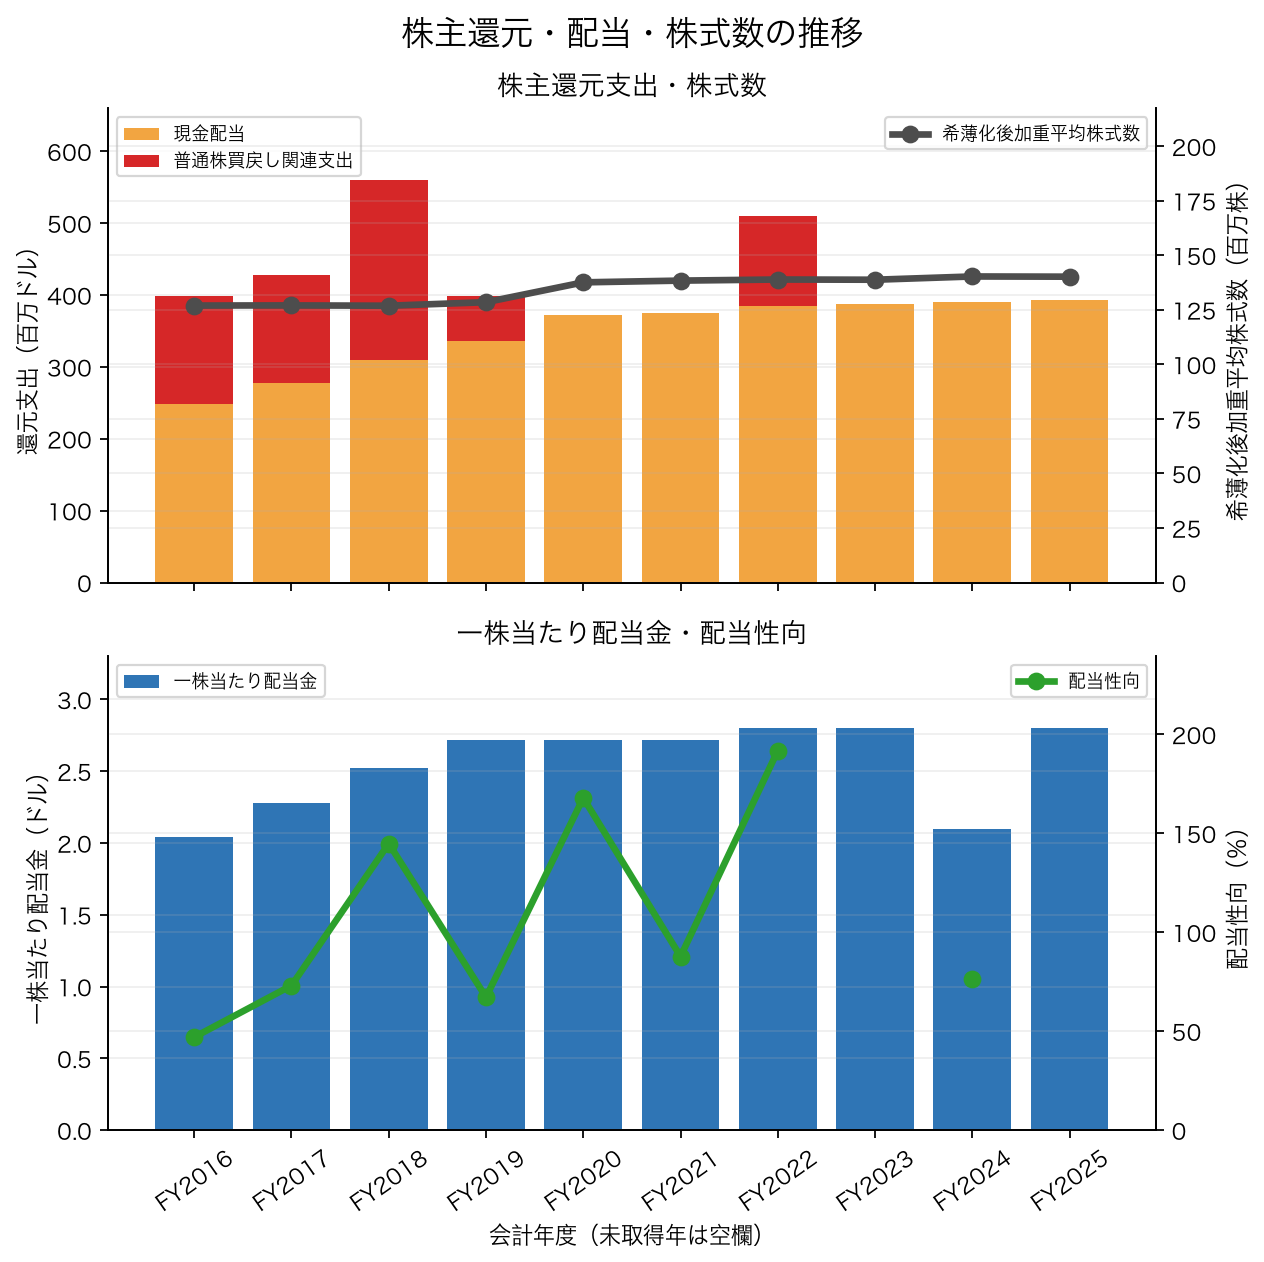 株主還元・配当・株式数の推移
株主還元支出・株式数
現金配当
普通株買戻し関連支出
希薄化後加重平均株式数
還元支出（百万ドル）
600
500
400
300
200
100
0
200
175
150
125
100
75
50
25
0
希薄化後加重平均株式数（百万株）
一株当たり配当金・配当性向
一株当たり配当金
配当性向
一株当たり配当金（ドル）
3.0
2.5
2.0
1.5
1.0
0.5
0.0
200
150
100
50
0
配当性向（%）
FY2016
FY2017
FY2018
FY2019
FY2020
FY2021
FY2022
FY2023
FY2024
FY2025
会計年度（未取得年は空欄）